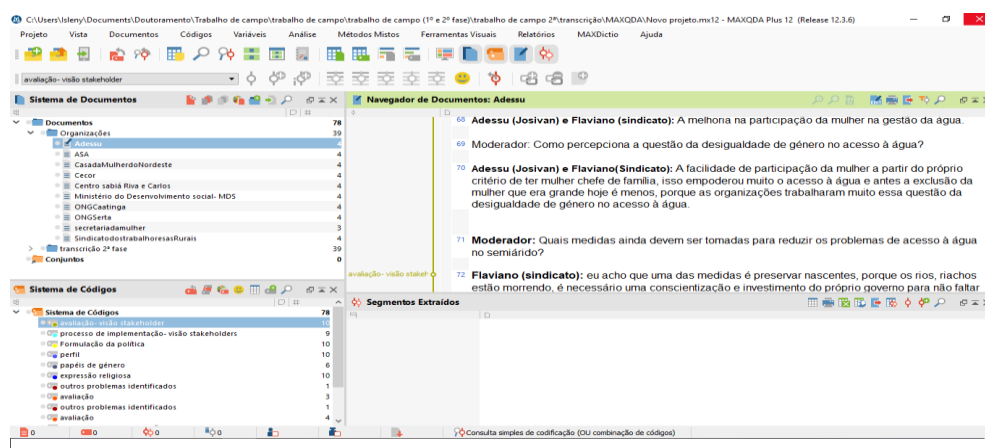 C:\Users\Isleny\Documents\Doutoramento\Trabalho de campo\trabalho de campo\trabalho de campo (1º e 2º fase)\trabalho de campo 2ª\transcrição\MAXQDA\Novo projeto.mx12 - MAXQDA Plus 12 (Release 12.3.6)
Projeto Vista Documentos Códigos Variáveis Análise Métodos Mistos Ferramentas Visuais Relatórios MAXDictio Ajuda
avaliação- visão stakeholder
Sistema de Documentos
Documentos 78
Organizações 39
Adessu 4
ASA 4
CasadaMulherdoNordeste 4
Cecor 4
Centro sabiá Riva e Carlos 4
Ministério do Desenvolvimento social- MDS 4
ONGCaatinga 4
ONGSerta 4
secretariadamulher 3
SindicatodostrabalhoresasRurais 4
transcrição 2ª fase 39
Conjuntos 0
Sistema de Códigos
Sistema de Códigos 78
avaliação- visão stakeholder 10
processo de implementação- visão stakeholders 9
Formulação da política 10
perfil 10
papéis de género 6
expressão religiosa 10
outros problemas identificados 1
avaliação 3
outros problemas identificados 1
avaliação 4
Navegador de Documentos: Adessu
68 Adessu (Josivan) e Flaviano (sindicato): A melhoria na participação da mulher na gestão da água.
69 Moderador: Como percepciona a questão da desigualdade de género no acesso à água?
70 Adessu (Josivan) e Flaviano(Sindicato): A facilidade de participação da mulher a partir do próprio
critério de ter mulher chefe de família, isso empoderou muito o acesso à água e antes a exclusão da
mulher que era grande hoje é menos, porque as organizações trabalharam muito essa questão da
desigualdade de género no acesso à água.
71 Moderador: Quais medidas ainda devem ser tomadas para reduzir os problemas de acesso à água
no semiárido?
avaliação- visão stakeh
72 Flaviano (sindicato): eu acho que uma das medidas é preservar nascentes, porque os rios, riachos
estão morrendo, é necessário uma conscientização e investimento do próprio governo para não faltar
Segmentos Extraídos
0 0 0 0 Consulta simples de codificação (OU combinação de códigos)